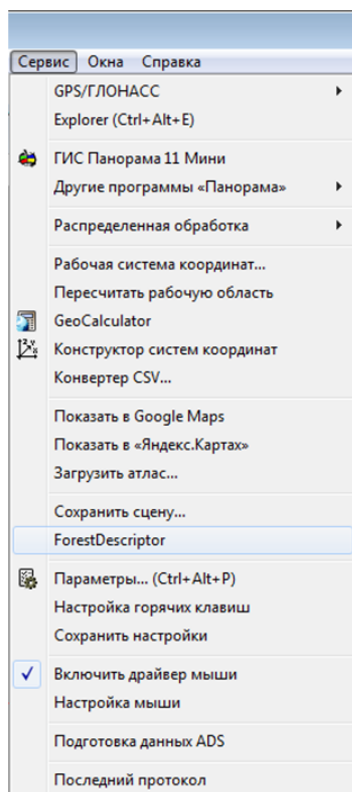 Сервис Окна Справка
GPS/ГЛОНАСС
Explorer (Ctrl+Alt+E)
ГИС Панорама 11 Мини
Другие программы «Панорама»
Распределенная обработка
Рабочая система координат...
Пересчитать рабочую область
GeoCalculator
Конструктор систем координат
Конвертер CSV...
Показать в Google Maps
Показать в «Яндекс.Картах»
Загрузить атлас...
Сохранить сцену...
ForestDescriptor
Параметры... (Ctrl+Alt+P)
Настройка горячих клавиш
Сохранить настройки
Включить драйвер мыши
Настройка мыши
Подготовка данных ADS
Последний протокол